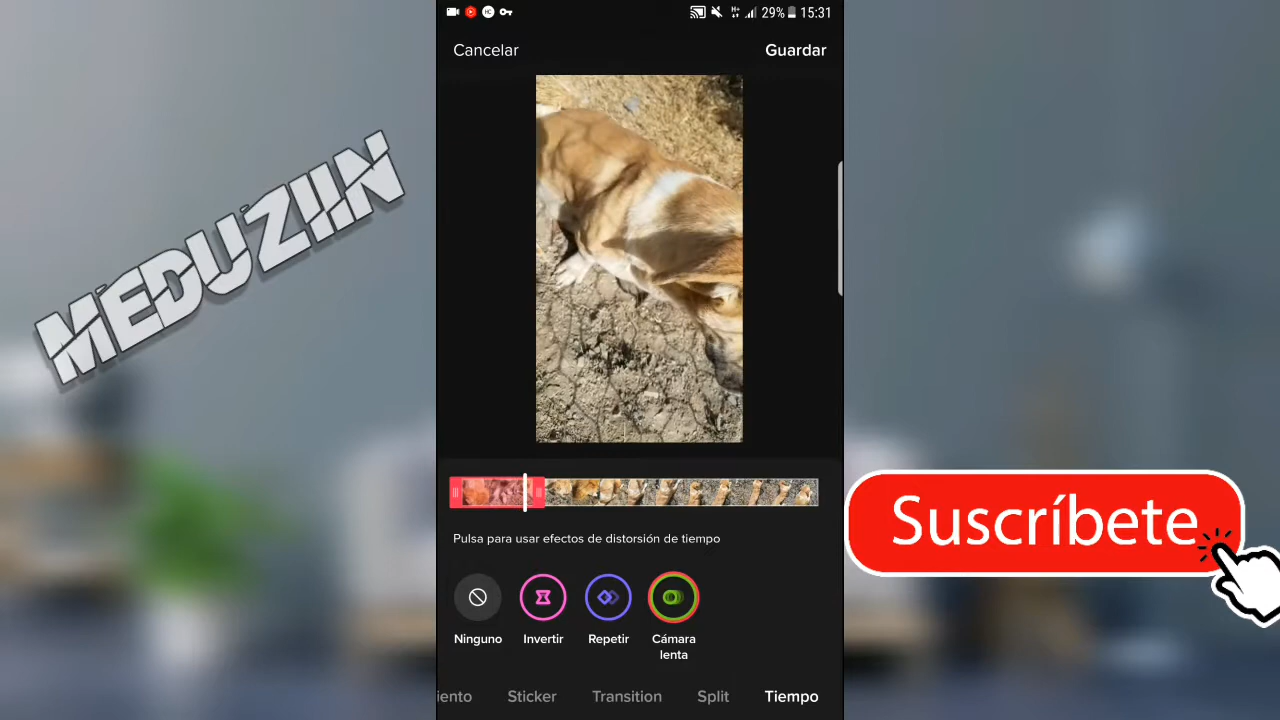 29% 15:31
Cancelar
Guardar
MEDUZIIN
Suscríbete
Pulsa para usar efectos de distorsión de tiempo
Ninguno
Invertir
Repetir
Cámara
lenta
iento
Sticker
Transition
Split
Tiempo